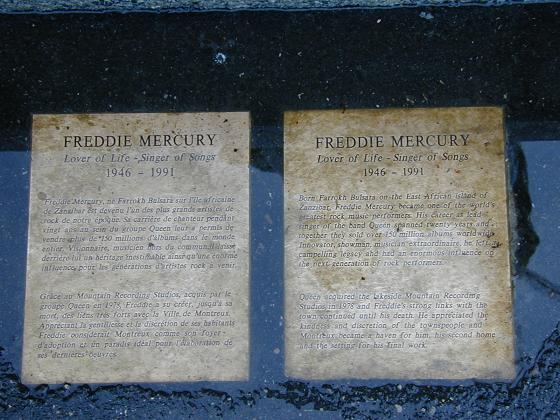 FREDDIE MERCURY
Lover of Life - Singer of Songs
1946 - 1991
Freddie Mercury, né Farrokh Bulsara sur l'île africaine
de Zanzibar est devenu l'un des plus grands artistes de
rock de notre époque. Sa carrière de chanteur pendant
vingt ans au sein du groupe Queen leur a permis de
vendre plus de 150 millions d'albums dans le monde
entier. Visionnaire, musicien hors du commun, il laisse
derrière lui un héritage inestimable ainsi qu'une énorme
influence pour les générations d'artistes rock à venir.
Grâce au Mountain Recording Studios, acquis par le
groupe Queen en 1978, Freddie a su créer, jusqu'à sa
mort, des liens très forts avec la Ville de Montreux.
Appréciant la gentillesse et la discrétion de ses habitants
Freddie considérait Montreux comme son foyer
d'adoption et un paradis idéal pour l'élaboration de
ses dernières oeuvres.
FREDDIE MERCURY
Lover of Life - Singer of Songs
1946 - 1991
Born Farrokh Bulsara on the East African island of
Zanzibar, Freddie Mercury became one of the world's
greatest rock music performers. His career as lead
singer of the band Queen spanned twenty years and
together they sold over 150 million albums worldwide.
Innovator, showman, musician extraordinaire, he left a
compelling legacy and had an enormous influence on
the next generation of rock performers.
Queen acquired the lakeside Mountain Recording
Studios in 1978 and Freddie's strong links with the
town continued until his death. He appreciated the
kindness and discretion of the townspeople and
Montreux became a haven for him, his second home
and the setting for his final work.